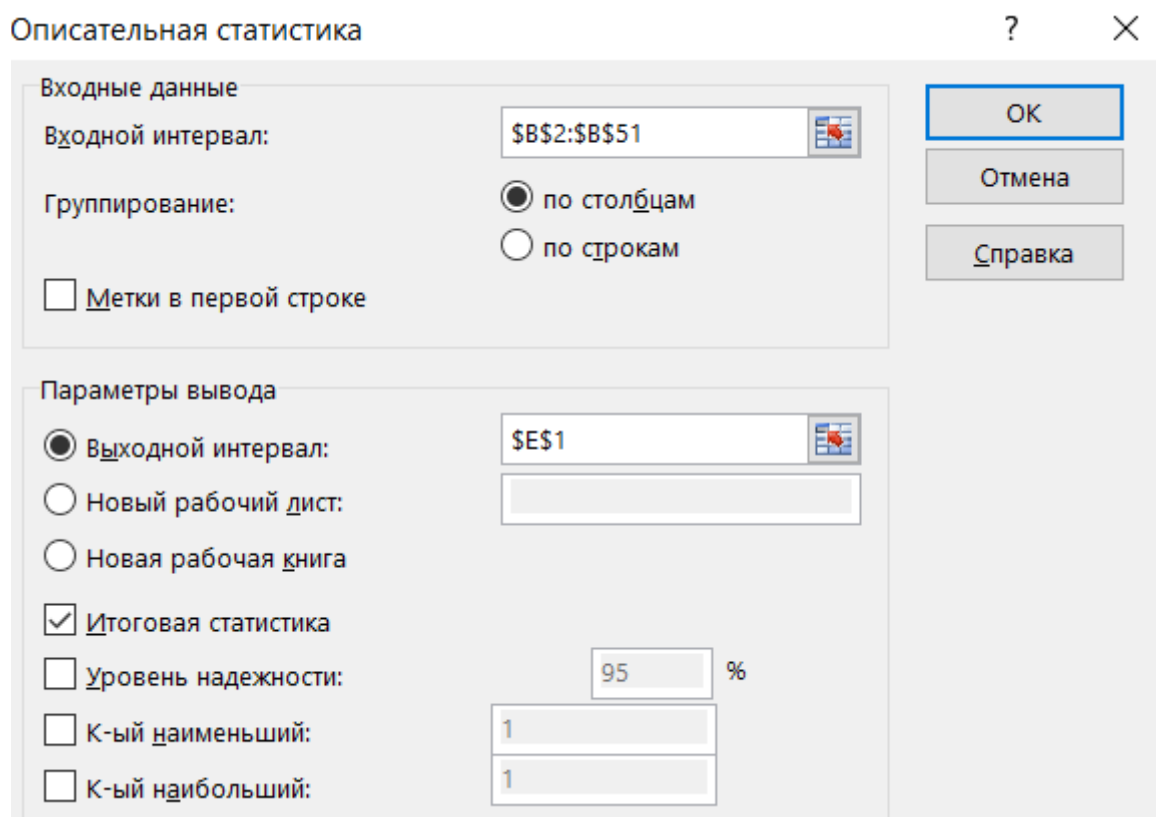 Описательная статистика ? ×
Входные данные
Входной интервал: $B$2:$B$51
OK
Отмена
Группирование: по столбцам
по строкам
Справка
Метки в первой строке
Параметры вывода
Выходной интервал: $E$1
Новый рабочий лист:
Новая рабочая книга
Итоговая статистика
Уровень надежности: 95 %
К-ый наименьший: 1
К-ый наибольший: 1